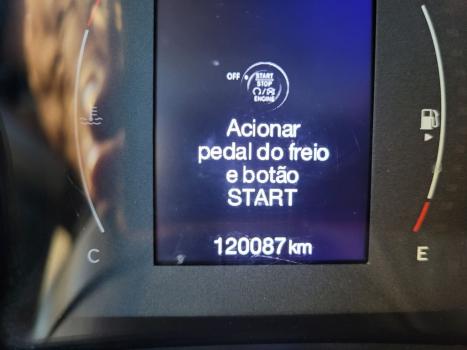 OFF
START
STOP
ENGINE
Acionar
pedal do freio
e botão
START
120087 km
C
E